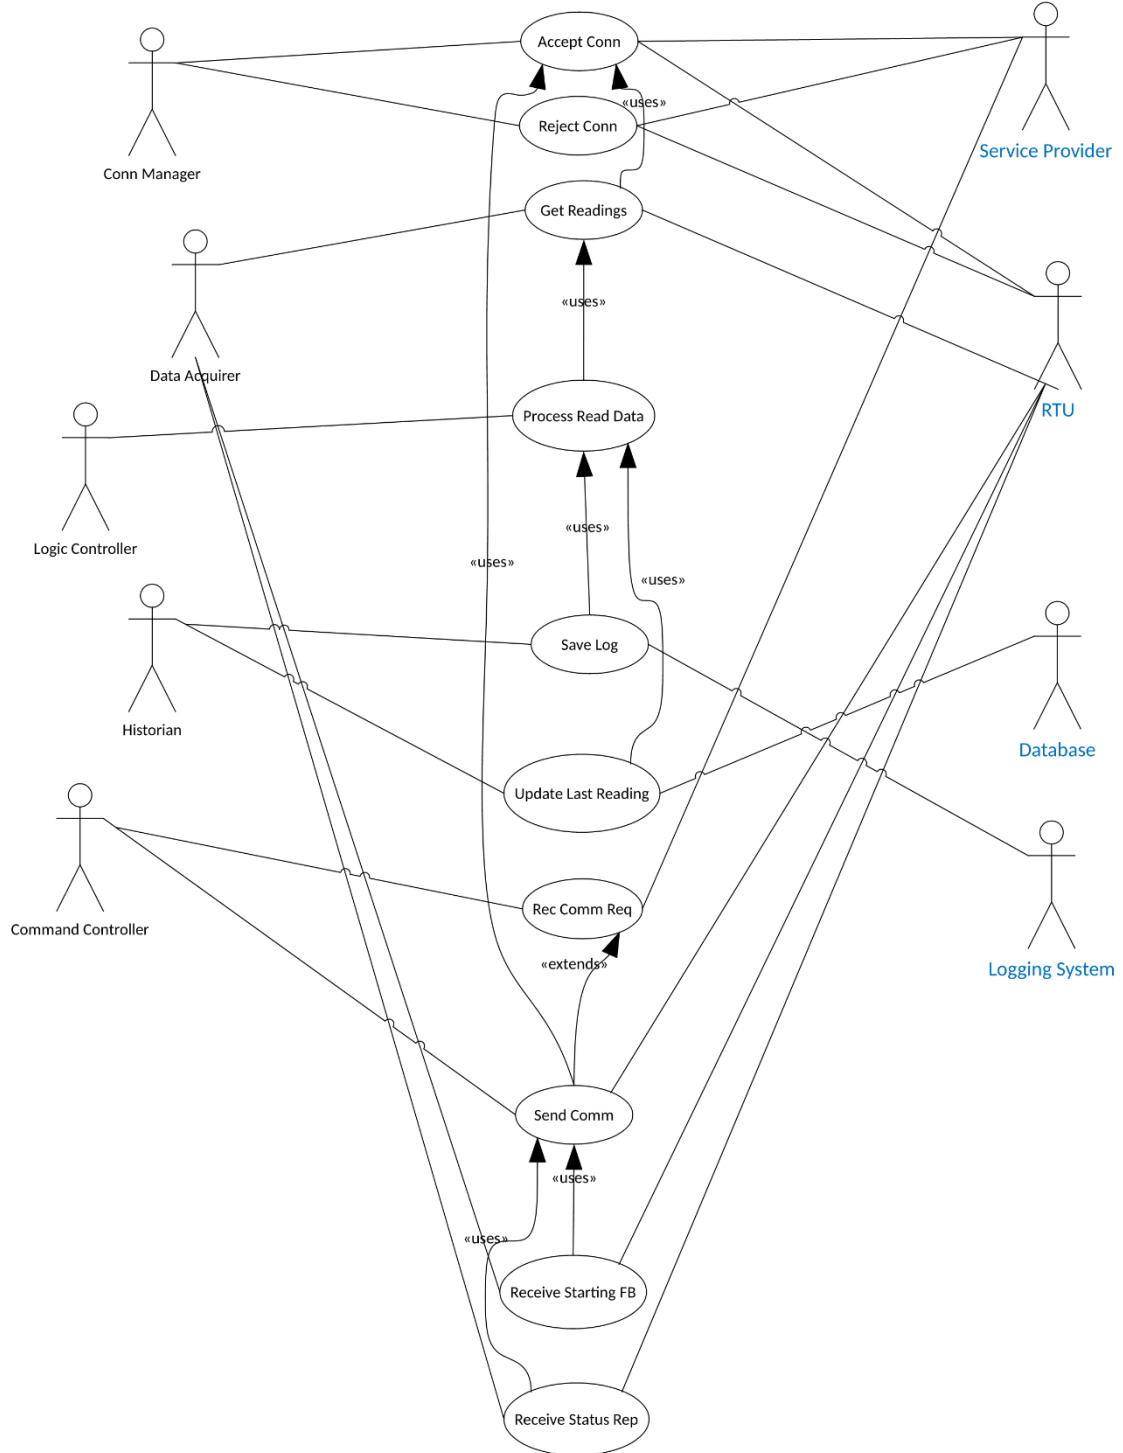 Accept Conn
«uses»
Reject Conn
Service Provider
Conn Manager
Get Readings
«uses»
Data Acquirer
RTU
Process Read Data
«uses»
Logic Controller
«uses»
«uses»
Save Log
Historian
Database
Update Last Reading
Rec Comm Req
Command Controller
«extends»
Logging System
Send Comm
«uses»
«uses»
Receive Starting FB
Receive Status Rep